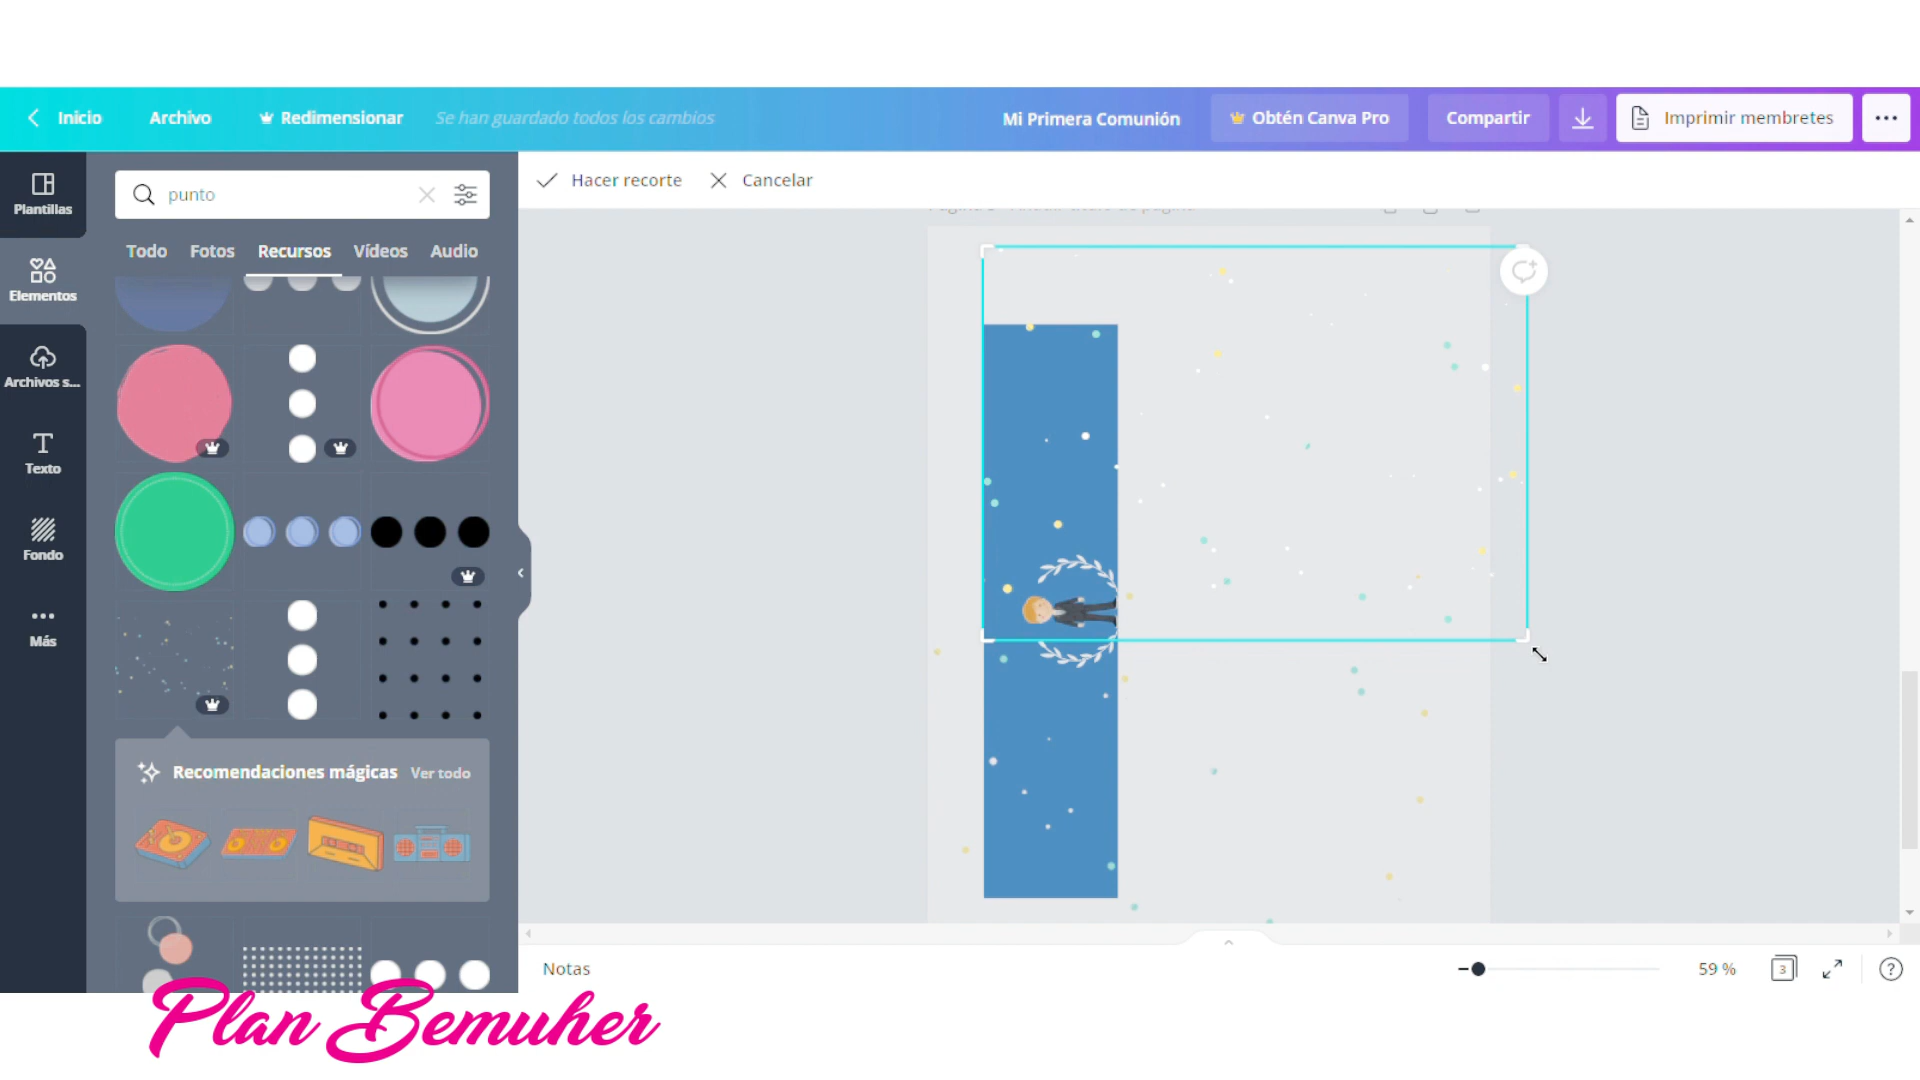 Inicio
Archivo
Redimensionar
Se han guardado todos los cambios
Mi Primera Comunión
Obtén Canva Pro
Compartir
Imprimir membretes
Plantillas
Elementos
Archivos s...
Texto
Fondo
Más
punto
Todo
Fotos
Recursos
Vídeos
Audio
Recomendaciones mágicas
Ver todo
Hacer recorte
Cancelar
Notas
59 %
3
?
Plan Bemuher